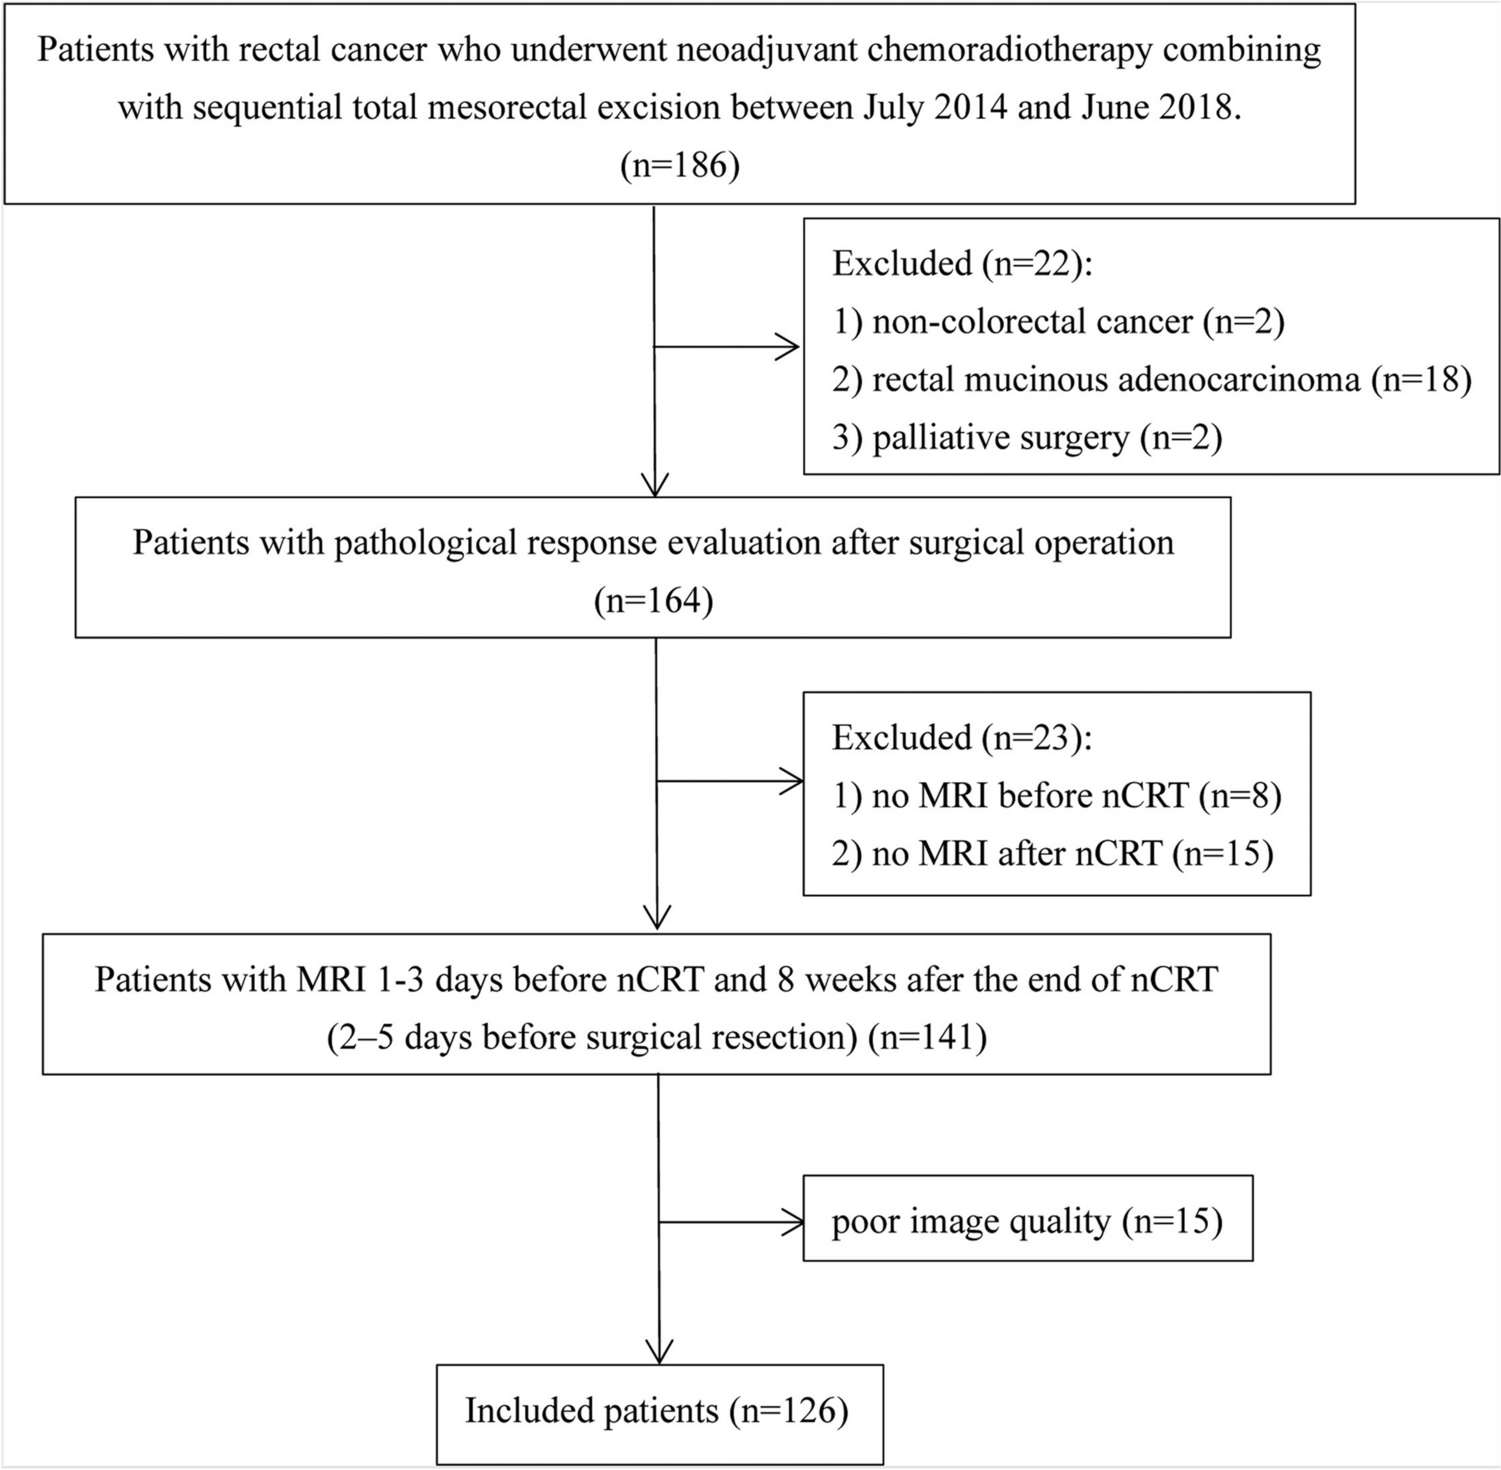 Patients with rectal cancer who underwent neoadjuvant chemoradiotherapy combining
with sequential total mesorectal excision between July 2014 and June 2018.
(n=186)
Excluded (n=22):
1) non-colorectal cancer (n=2)
2) rectal mucinous adenocarcinoma (n=18)
3) palliative surgery (n=2)
Patients with pathological response evaluation after surgical operation
(n=164)
Excluded (n=23):
1) no MRI before nCRT (n=8)
2) no MRI after nCRT (n=15)
Patients with MRI 1-3 days before nCRT and 8 weeks afer the end of nCRT
(2–5 days before surgical resection) (n=141)
poor image quality (n=15)
Included patients (n=126)